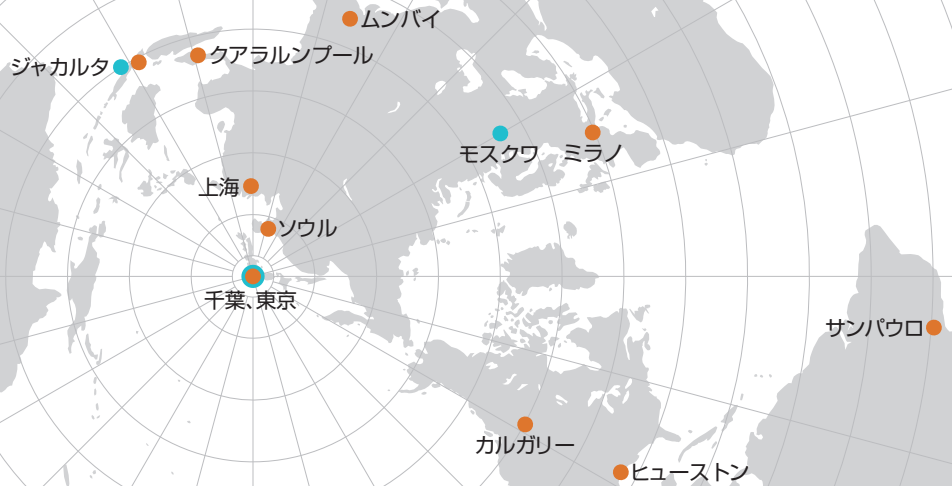 ムンバイ
クアラルンプール
ジャカルタ
モスクワ
ミラノ
上海
ソウル
千葉、東京
サンパウロ
カルガリー
ヒューストン